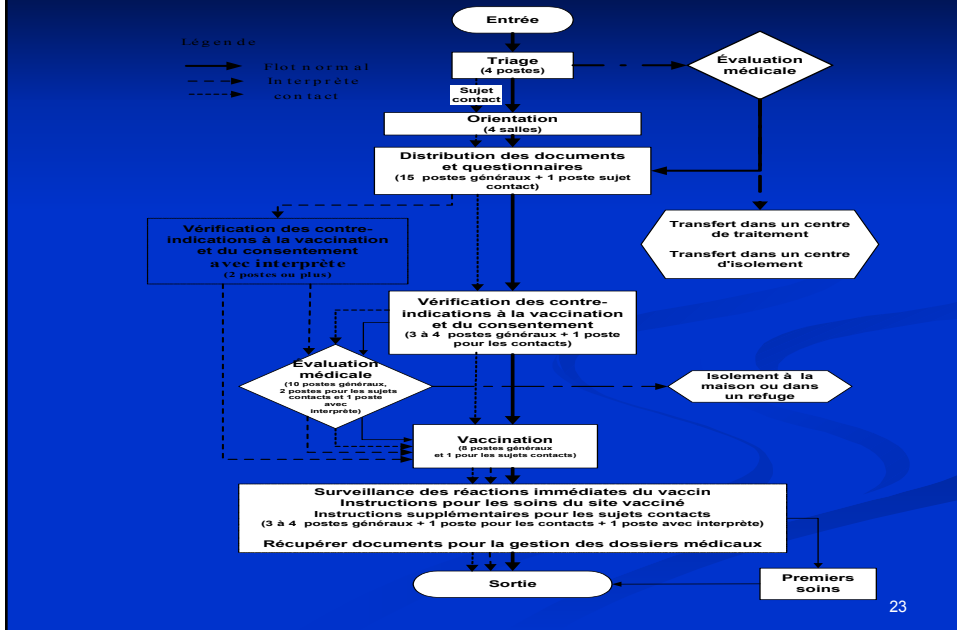 Entrée
Légende
Flot normal
Interprète
contact
Triage
(4 postes)
Évaluation
médicale
Sujet
contact
Orientation
(4 salles)
Distribution des documents
et questionnaires
(15 postes généraux + 1 poste sujet
contact)
Transfert dans un centre
de traitement
Transfert dans un centre
d'isolement
Vérification des contre-
indications à la vaccination
et du consentement
avec interprète
(2 postes ou plus)
Vérification des contre-
indications à la vaccination
et du consentement
(3 à 4 postes généraux + 1 poste
pour les contacts)
Évaluation
médicale
(10 postes généraux,
2 postes pour les sujets
contacts et 1 poste
avec
interprète)
Isolement à la
maison ou dans
un refuge
Vaccination
(8 postes généraux
et 1 pour les sujets contacts)
Surveillance des réactions immédiates du vaccin
Instructions pour les soins du site vacciné
Instructions supplémentaires pour les sujets contacts
(3 à 4 postes généraux + 1 poste pour les contacts + 1 poste avec interprète)
Récupérer documents pour la gestion des dossiers médicaux
Sortie
Premiers
soins
23